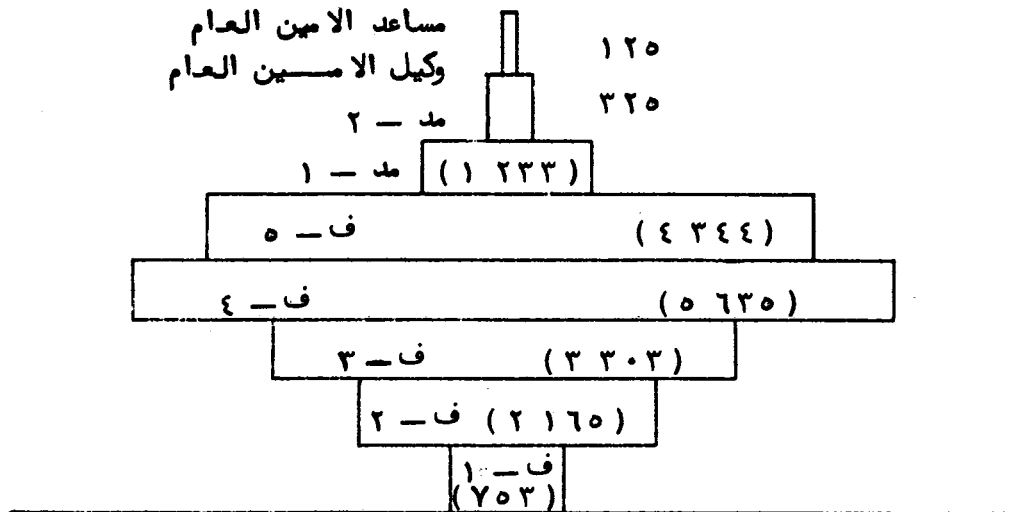 مساعد الامين العام
١٢٥
وكيل الامـــين العام
٣٢٥
مد – ٢
مد – ١ (١ ٢٣٣)
ف – ٥ (٤ ٣٤٤)
ف – ٤ (٥ ٦٣٥)
ف – ٣ (٣ ٣٠٣)
ف – ٢ (٢ ١٦٥)
ف – ١
(٧٥٣)